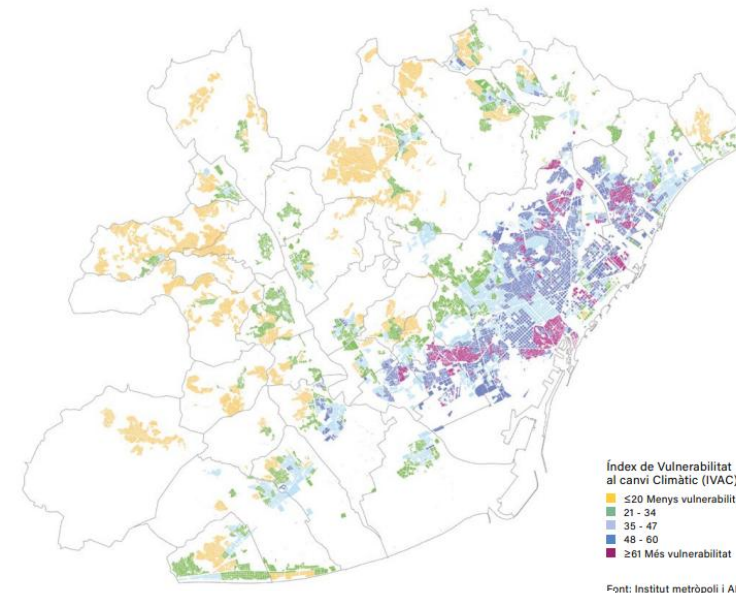 Índex de Vulnerabilitat
al canvi Climàtic (IVAC)
≤20 Menys vulnerabilit
21 - 34
35 - 47
48 - 60
≥61 Més vulnerabilitat
Font: Institut metròpoli i